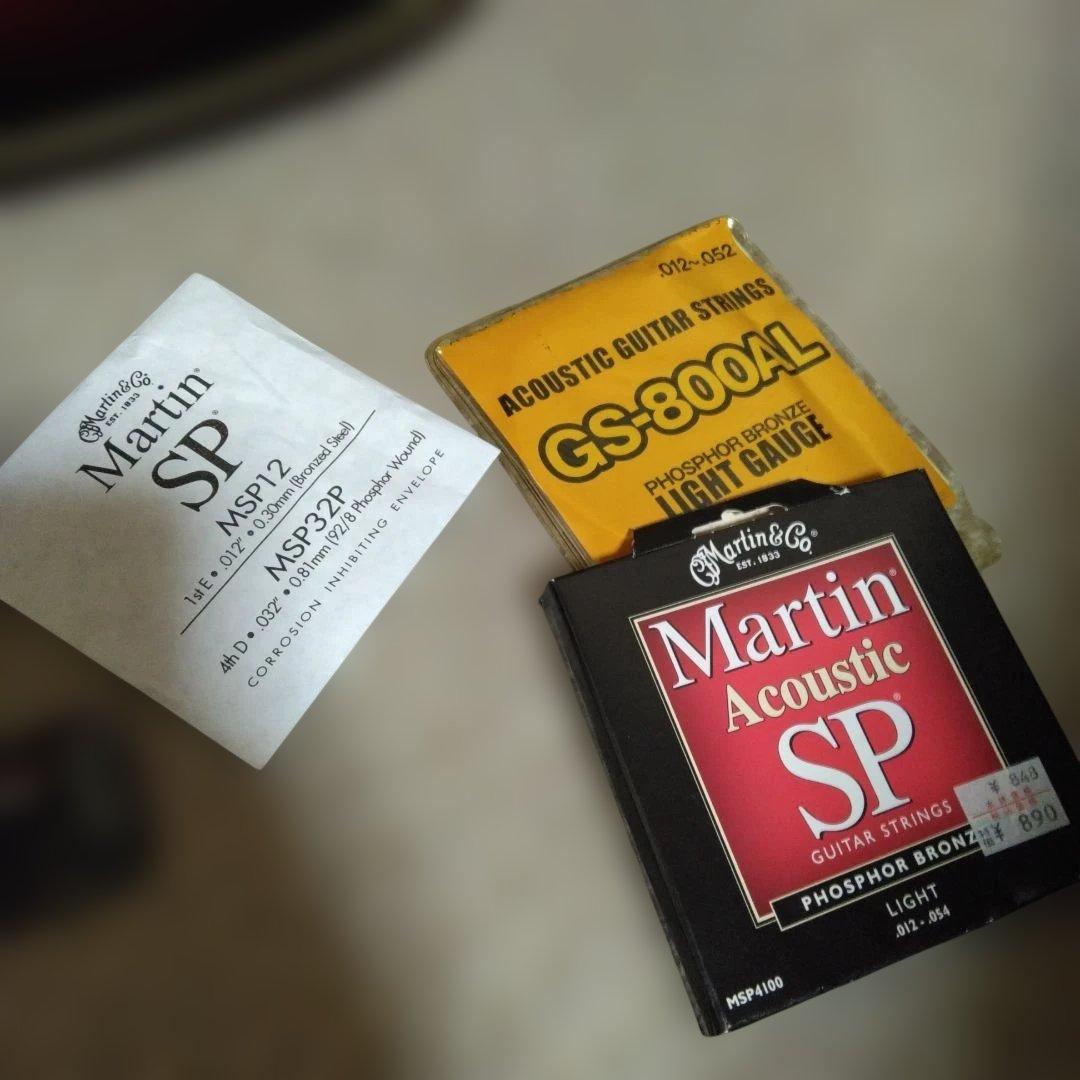 Martin & Co.
EST. 1833
Martin®
SP®
MSP12
1st E • .012" • 0.30mm (Bronzed Steel)
MSP32P
4th D • .032" • 0.81mm (92/8 Phosphor Wound)
CORROSION INHIBITING ENVELOPE
.012~.052
ACOUSTIC GUITAR STRINGS
GS-800AL
PHOSPHOR BRONZE
LIGHT GAUGE
Martin & Co.®
EST. 1833
Martin®
Acoustic
SP®
GUITAR STRINGS
PHOSPHOR BRONZ
LIGHT
.012 - .054
MSP4100
¥ 848
¥ 890